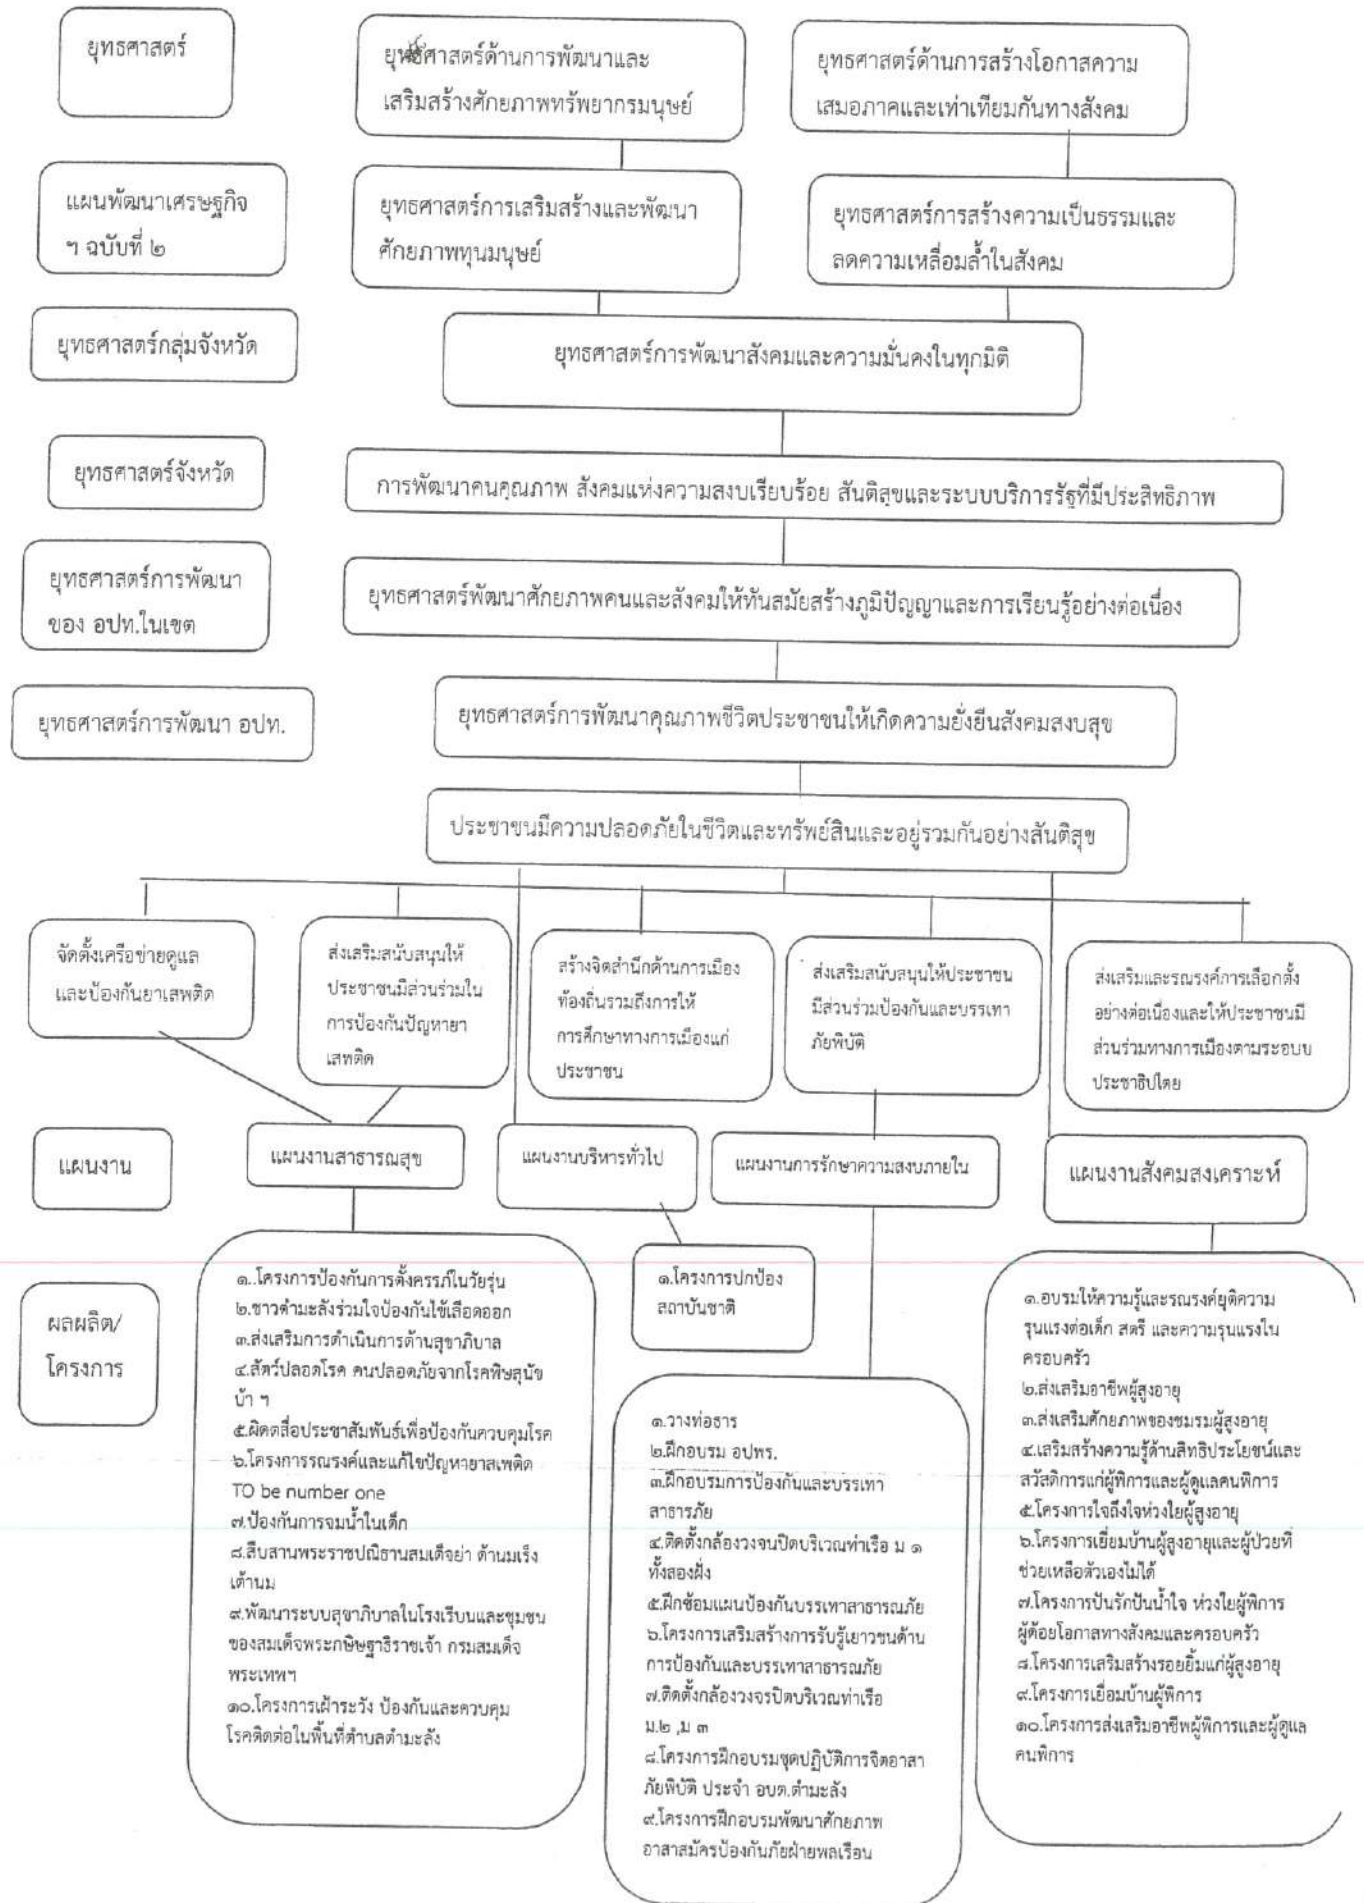 ยุทธศาสตร์
ยุทธศาสตร์ด้านการพัฒนาและ
เสริมสร้างศักยภาพทรัพยากรมนุษย์
ยุทธศาสตร์ด้านการสร้างโอกาสความ
เสมอภาคและเท่าเทียมกันทางสังคม
แผนพัฒนาเศรษฐกิจ
ฯ ฉบับที่ ๒
ยุทธศาสตร์การเสริมสร้างและพัฒนา
ศักยภาพทุนมนุษย์
ยุทธศาสตร์การสร้างความเป็นธรรมและ
ลดความเหลื่อมล้ำในสังคม
ยุทธศาสตร์กลุ่มจังหวัด
ยุทธศาสตร์การพัฒนาสังคมและความมั่นคงในทุกมิติ
ยุทธศาสตร์จังหวัด
การพัฒนาคนคุณภาพ สังคมแห่งความสงบเรียบร้อย สันติสุขและระบบบริการรัฐที่มีประสิทธิภาพ
ยุทธศาสตร์การพัฒนา
ของ อปท.ในเขต
ยุทธศาสตร์พัฒนาศักยภาพคนและสังคมให้ทันสมัยสร้างภูมิปัญญาและการเรียนรู้อย่างต่อเนื่อง
ยุทธศาสตร์การพัฒนา อปท.
ยุทธศาสตร์การพัฒนาคุณภาพชีวิตประชาชนให้เกิดความยั่งยืนสังคมสงบสุข
ประชาชนมีความปลอดภัยในชีวิตและทรัพย์สินและอยู่รวมกันอย่างสันติสุข
จัดตั้งเครือข่ายดูแล
และป้องกันยาเสพติด
ส่งเสริมสนับสนุนให้
ประชาชนมีส่วนร่วมใน
การป้องกันปัญหายา
เสพติด
สร้างจิตสำนึกด้านการเมือง
ท้องถิ่นรวมถึงการให้
การศึกษาทางการเมืองแก่
ประชาชน
ส่งเสริมสนับสนุนให้ประชาชน
มีส่วนร่วมป้องกันและบรรเทา
ภัยพิบัติ
ส่งเสริมและรณรงค์การเลือกตั้ง
อย่างต่อเนื่องและให้ประชาชนมี
ส่วนร่วมทางการเมืองตามระอบบ
ประชาธิปไตย
แผนงาน
แผนงานสาธารณสุข
แผนงานบริหารทั่วไป
แผนงานการรักษาความสงบภายใน
แผนงานสังคมสงเคราะห์
ผลผลิต/
โครงการ
๑..โครงการป้องกันการตั้งครรภ์ในวัยรุ่น
๒.ชาวตำมะลังร่วมใจป้องกันไข้เลือดออก
๓.ส่งเสริมการดำเนินการด้านสุขาภิบาล
๔.สัตว์ปลอดโรค คนปลอดภัยจากโรคพิษสุนัข
บ้า ฯ
๕.ผิตตสื่อประชาสัมพันธ์เพื่อป้องกันควบคุมโรค
๖.โครงการรณรงค์และแก้ไขปัญหายาสเพติด
TO be number one
๗.ป้องกันการจมน้ำในเด็ก
๘.สืบสานพระราชปณิธานสมเด็จย่า ด้านมเร็ง
เต้านม
๙.พัฒนาระบบสุขาภิบาลในโรงเรียนและชุมชน
ของสมเด็จพระกษิษฐาธิราชเจ้า กรมสมเด็จ
พระเทพฯ
๑๐.โครงการเฝ้าระวัง ป้องกันและควบคุม
โรคติดต่อในพื้นที่ตำบลตำมะลัง
๑.โครงการปกป้อง
สถาบันชาติ
๑.วางท่อธาร
๒.ฝึกอบรม อปพร.
๓.ฝึกอบรมการป้องกันและบรรเทา
สาธารภัย
๔.ติดตั้งกล้องวงจนปิดบริเวณท่าเรือ ม ๑
ทั้งสองฝั่ง
๕.ฝึกซ้อมแผนป้องกันบรรเทาสาธารณภัย
๖.โครงการเสริมสร้างการรับรู้เยาวชนด้าน
การป้องกันและบรรเทาสาธารณภัย
๗.ติดตั้งกล้องวงจรปิดบริเวณท่าเรือ
ม.๒ ,ม ๓
๘.โครงการฝึกอบรมชุดปฏิบัติการจิตอาสา
ภัยพิบัติ ประจำ อบต.ตำมะลัง
๙.โครงการฝึกอบรมพัฒนาศักยภาพ
อาสาสมัครป้องกันภัยฝ่ายพลเรือน
๑.อบรมให้ความรู้และรณรงค์ยุติความ
รุนแรงต่อเด็ก สตรี และความรุนแรงใน
ครอบครัว
๒.ส่งเสริมอาชีพผู้สูงอายุ
๓.ส่งเสริมศักยภาพของชมรมผู้สูงอายุ
๔.เสริมสร้างความรู้ด้านสิทธิประโยชน์และ
สวัสดิการแก่ผู้พิการและผู้ดูแลคนพิการ
๕.โครงการใจถึงใจห่วงใยผู้สูงอายุ
๖.โครงการเยี่ยมบ้านผู้สูงอายุและผู้ป่วยที่
ช่วยเหลือตัวเองไม่ได้
๗.โครงการปันรักปันน้ำใจ ห่วงใยผู้พิการ
ผู้ด้อยโอกาสทางสังคมและครอบครัว
๘.โครงการเสริมสร้างรอยยิ้มแก่ผู้สูงอายุ
๙.โครงการเยื่อมบ้านผู้พิการ
๑๐.โครงการส่งเสริมอาชีพผู้พิการและผู้ดูแล
คนพิการ